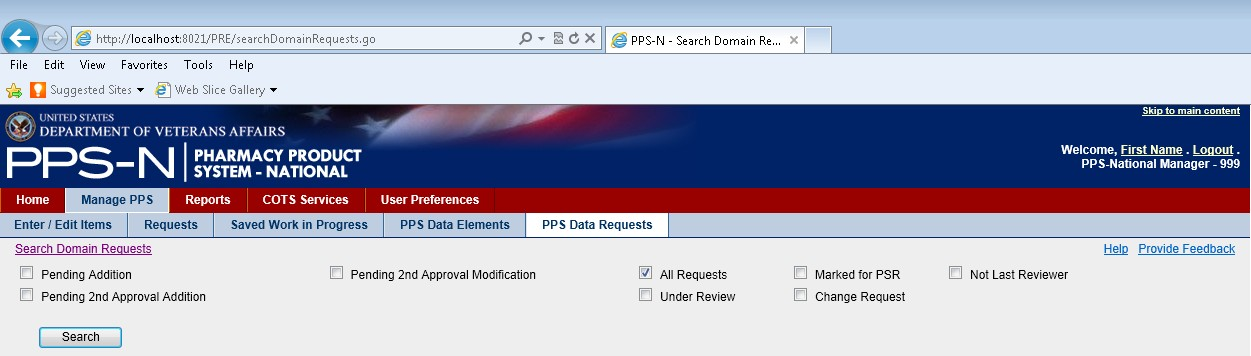 http://localhost:8021/PRE/searchDomainRequests.go
PPS-N - Search Domain Re...
File Edit View Favorites Tools Help
Suggested Sites Web Slice Gallery
Skip to main content
UNITED STATES
DEPARTMENT OF VETERANS AFFAIRS
PPS-N PHARMACY PRODUCT
SYSTEM - NATIONAL
Welcome, First Name . Logout .
PPS-National Manager - 999
Home Manage PPS Reports COTS Services User Preferences
Enter / Edit Items Requests Saved Work in Progress PPS Data Elements PPS Data Requests
Search Domain Requests Help Provide Feedback
Pending Addition Pending 2nd Approval Modification All Requests Marked for PSR Not Last Reviewer
Pending 2nd Approval Addition Under Review Change Request
Search